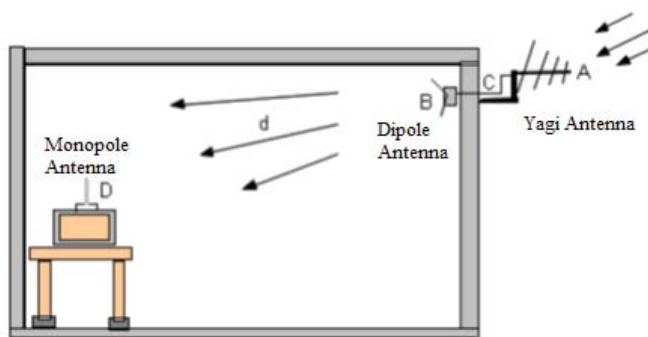 A
C
B
d
Dipole
Antenna
Yagi Antenna
Monopole
Antenna
D